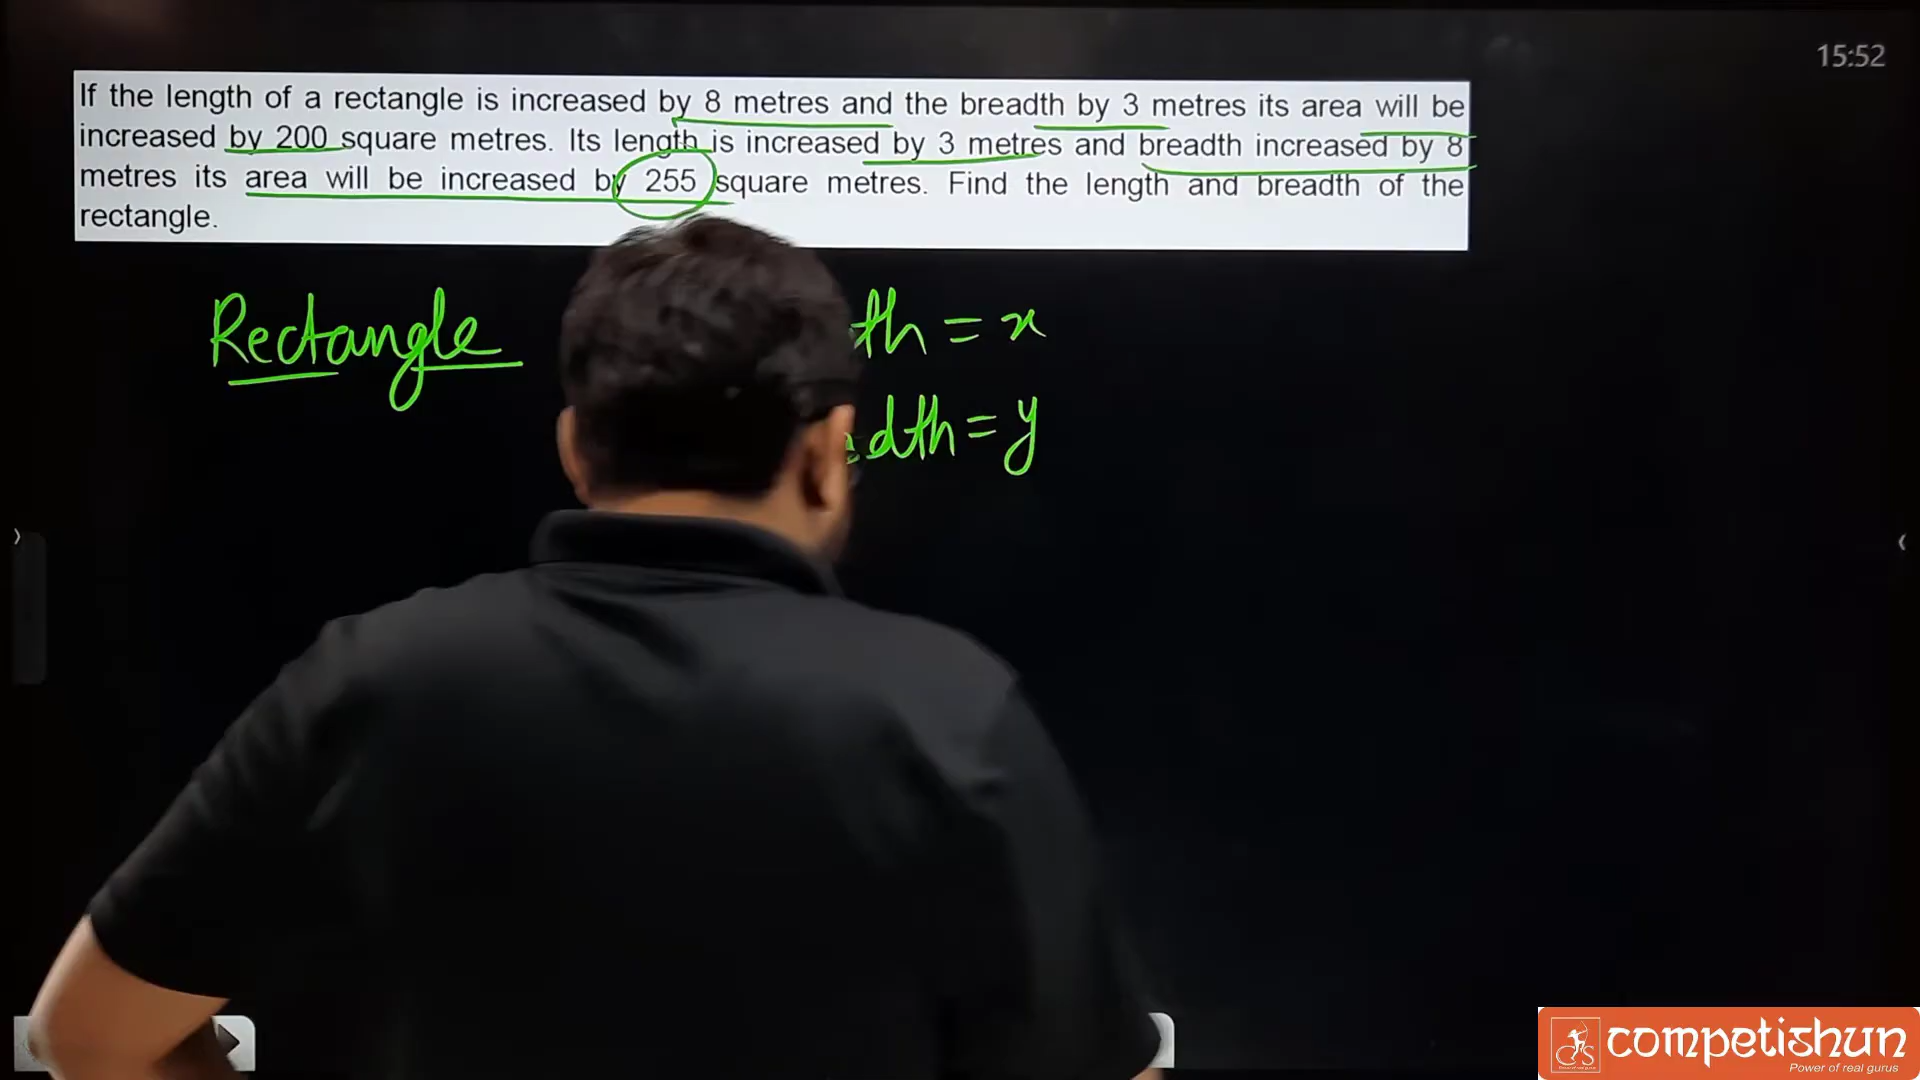 15:52
If the length of a rectangle is increased by 8 metres and the breadth by 3 metres its area will be
increased by 200 square metres. Its length is increased by 3 metres and breadth increased by 8
metres its area will be increased by 255 square metres. Find the length and breadth of the
rectangle.
Rectangle th = x
edth = y
competishun
Power of real gurus